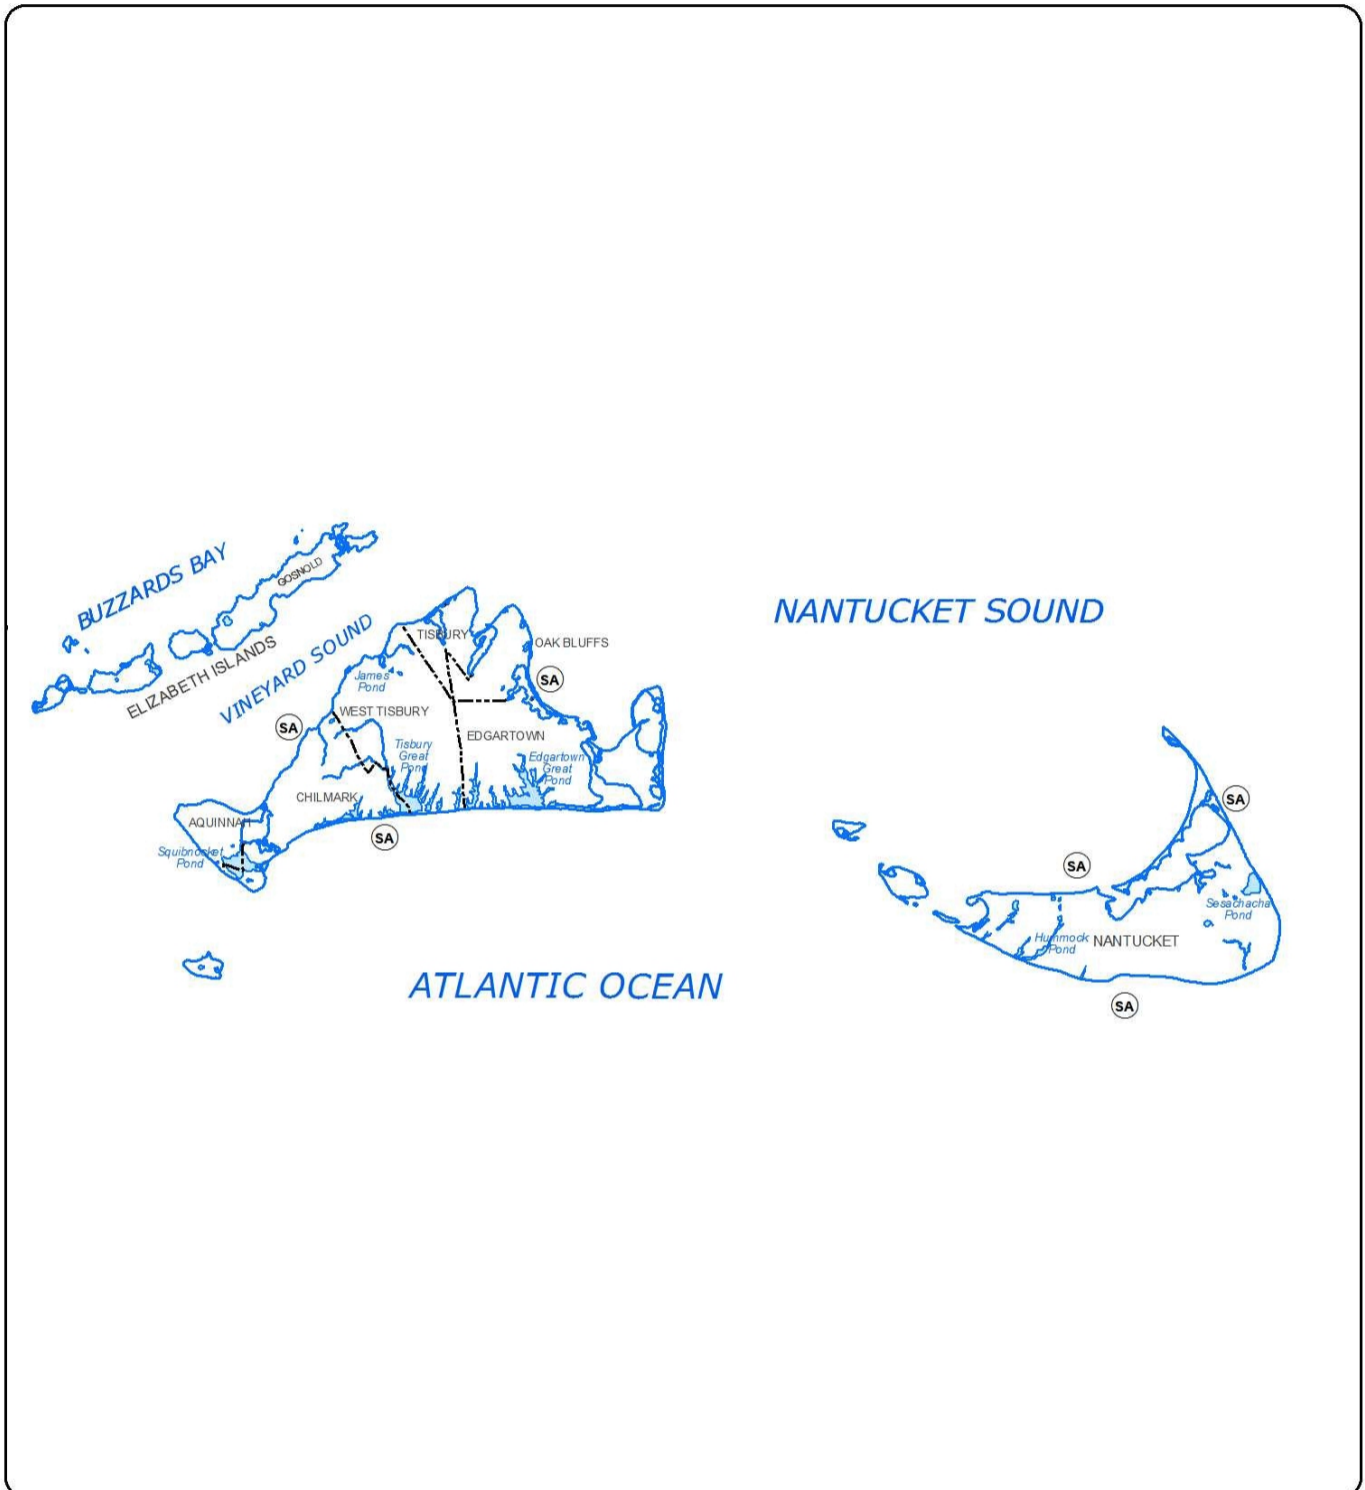 BUZZARDS BAY
GOSNOLD
ELIZABETH ISLANDS
VINEYARD SOUND
NANTUCKET SOUND
TISBURY
OAK BLUFFS
SA
James
Pond
WEST TISBURY
SA
EDGARTOWN
Tisbury
Great
Pond
Edgartown
Great
Pond
CHILMARK
SA
AQUINNAH
Squibnocket
Pond
SA
SA
Sesachacha
Pond
Hummock
Pond
NANTUCKET
SA
ATLANTIC OCEAN